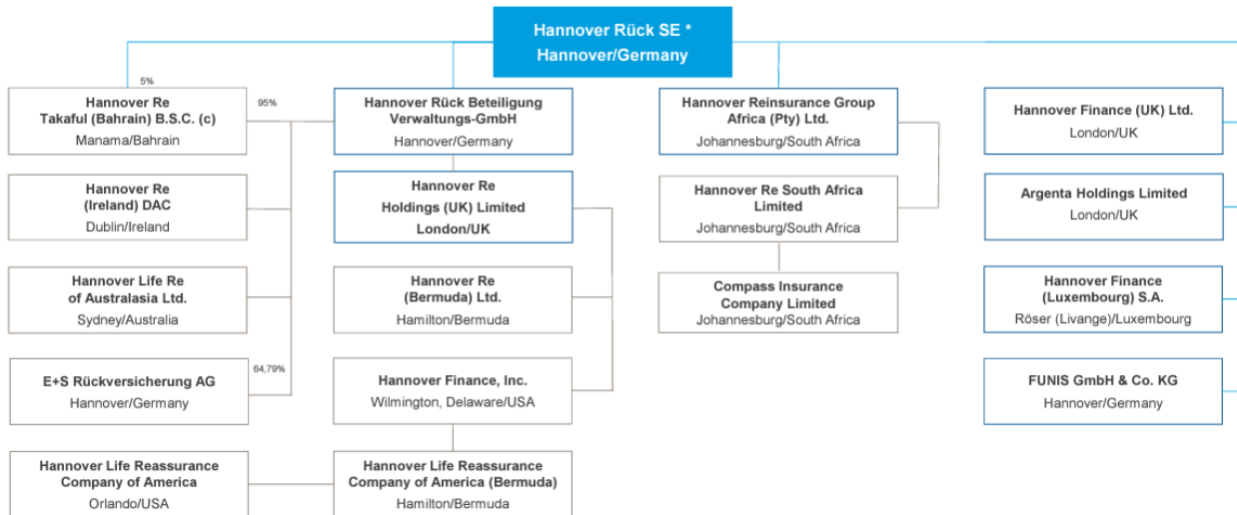 Hannover Rück SE *
Hannover/Germany
5%
Hannover Re
Takaful (Bahrain) B.S.C. (c)
Manama/Bahrain
95%
Hannover Rück Beteiligung
Verwaltungs-GmbH
Hannover/Germany
Hannover Reinsurance Group
Africa (Pty) Ltd.
Johannesburg/South Africa
Hannover Finance (UK) Ltd.
London/UK
Hannover Re
(Ireland) DAC
Dublin/Ireland
Hannover Re
Holdings (UK) Limited
London/UK
Hannover Re South Africa
Limited
Johannesburg/South Africa
Argenta Holdings Limited
London/UK
Hannover Life Re
of Australasia Ltd.
Sydney/Australia
Hannover Re
(Bermuda) Ltd.
Hamilton/Bermuda
Compass Insurance
Company Limited
Johannesburg/South Africa
Hannover Finance
(Luxembourg) S.A.
Röser (Livange)/Luxembourg
E+S Rückversicherung AG
Hannover/Germany
64,79%
Hannover Finance, Inc.
Wilmington, Delaware/USA
FUNIS GmbH & Co. KG
Hannover/Germany
Hannover Life Reassurance
Company of America
Orlando/USA
Hannover Life Reassurance
Company of America (Bermuda)
Hamilton/Bermuda